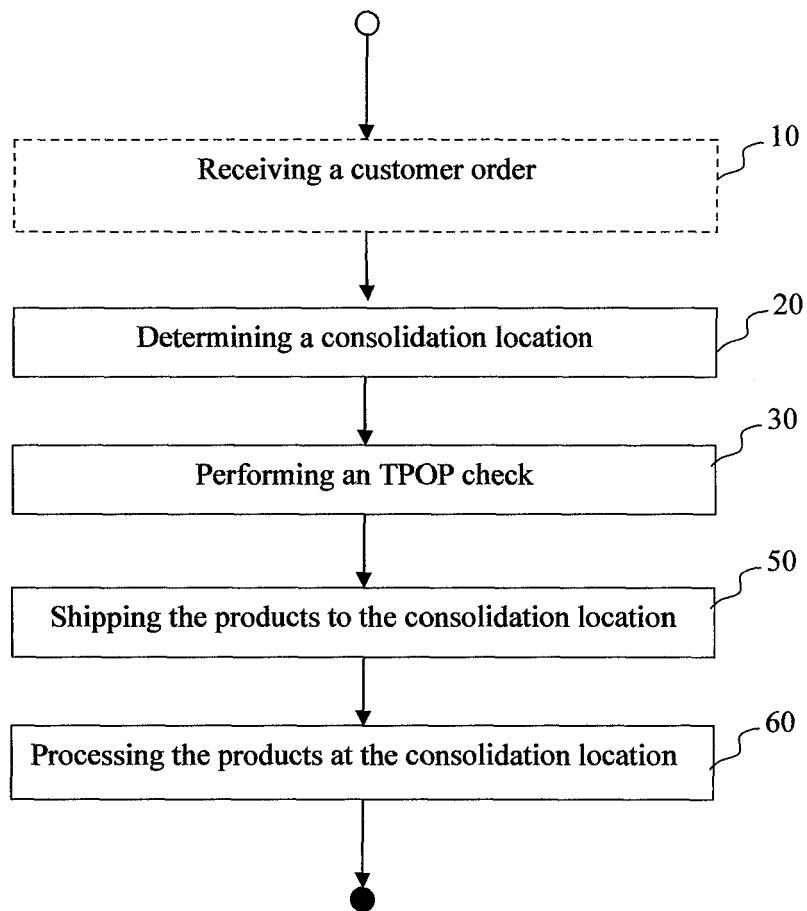 10
Receiving a customer order
20
Determining a consolidation location
30
Performing an TPOP check
50
Shipping the products to the consolidation location
60
Processing the products at the consolidation location